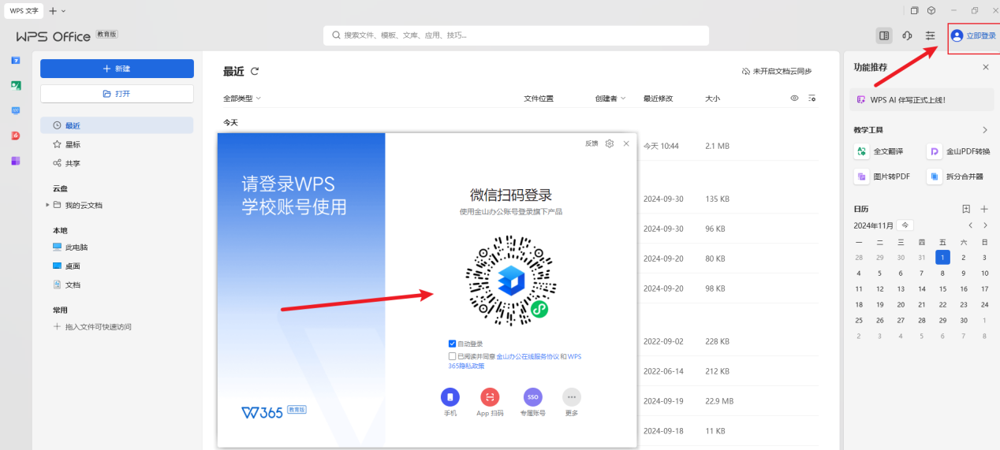 WPS 文字
WPS Office 教育版
搜索文件、模板、文库、应用、技巧...
立即登录
新建
打开
最近
星标
共享
云盘
我的云文档
本地
此电脑
桌面
文档
常用
拖入文件可快速访问
最近
未开启文档云同步
全部类型 文件位置 创建者 最近修改 大小
今天
今天 10:44 2.1 MB
2024-09-30 135 KB
2024-09-30 96 KB
2024-09-20 80 KB
2024-09-20 98 KB
2022-09-02 228 KB
2022-06-14 212 KB
2024-09-19 22.9 MB
2024-09-18 11 KB
请登录WPS
学校账号使用
W365 教育版
反馈
微信扫码登录
使用金山办公账号登录旗下产品
自动登录
已阅读并同意 金山办公在线服务协议 和 WPS
365隐私政策
SSO
手机 App 扫码 专属账号 更多
功能推荐
WPS AI 伴写正式上线!
教学工具
全文翻译 金山PDF转换
图片转PDF 拆分合并器
日历
2024年11月 今
一 二 三 四 五 六 日
28 29 30 31 1 2 3
4 5 6 7 8 9 10
11 12 13 14 15 16 17
18 19 20 21 22 23 24
25 26 27 28 29 30 1
2 3 4 5 6 7 8